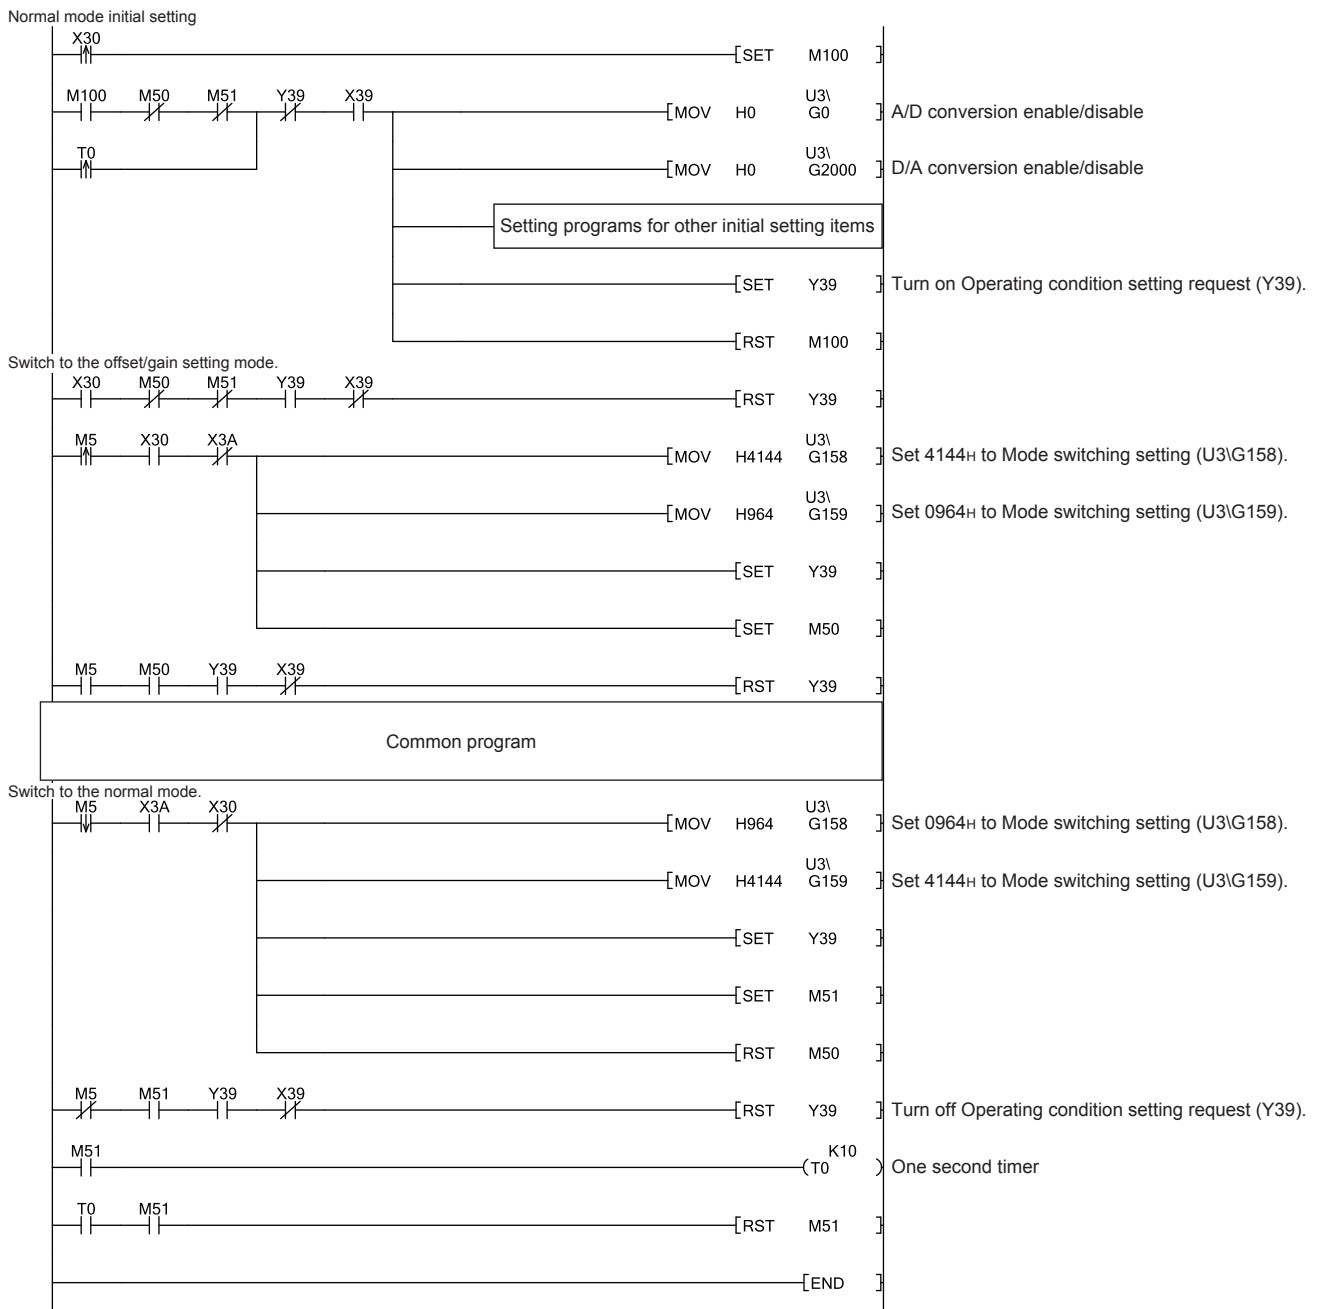 Normal mode initial setting
X30
[SET M100 ]
M100 M50 M51 Y39 X39 U3\
[MOV H0 G0 ] A/D conversion enable/disable
T0 U3\
[MOV H0 G2000 ] D/A conversion enable/disable
Setting programs for other initial setting items
[SET Y39 ] Turn on Operating condition setting request (Y39).
[RST M100 ]
Switch to the offset/gain setting mode.
X30 M50 M51 Y39 X39
[RST Y39 ]
M5 X30 X3A U3\
[MOV H4144 G158 ] Set 4144H to Mode switching setting (U3\G158).
U3\
[MOV H964 G159 ] Set 0964H to Mode switching setting (U3\G159).
[SET Y39 ]
[SET M50 ]
M5 M50 Y39 X39
[RST Y39 ]
Common program
Switch to the normal mode.
M5 X3A X30 U3\
[MOV H964 G158 ] Set 0964H to Mode switching setting (U3\G158).
U3\
[MOV H4144 G159 ] Set 4144H to Mode switching setting (U3\G159).
[SET Y39 ]
[SET M51 ]
[RST M50 ]
M5 M51 Y39 X39
[RST Y39 ] Turn off Operating condition setting request (Y39).
M51 K10
(T0 ) One second timer
T0 M51
[RST M51 ]
[END ]